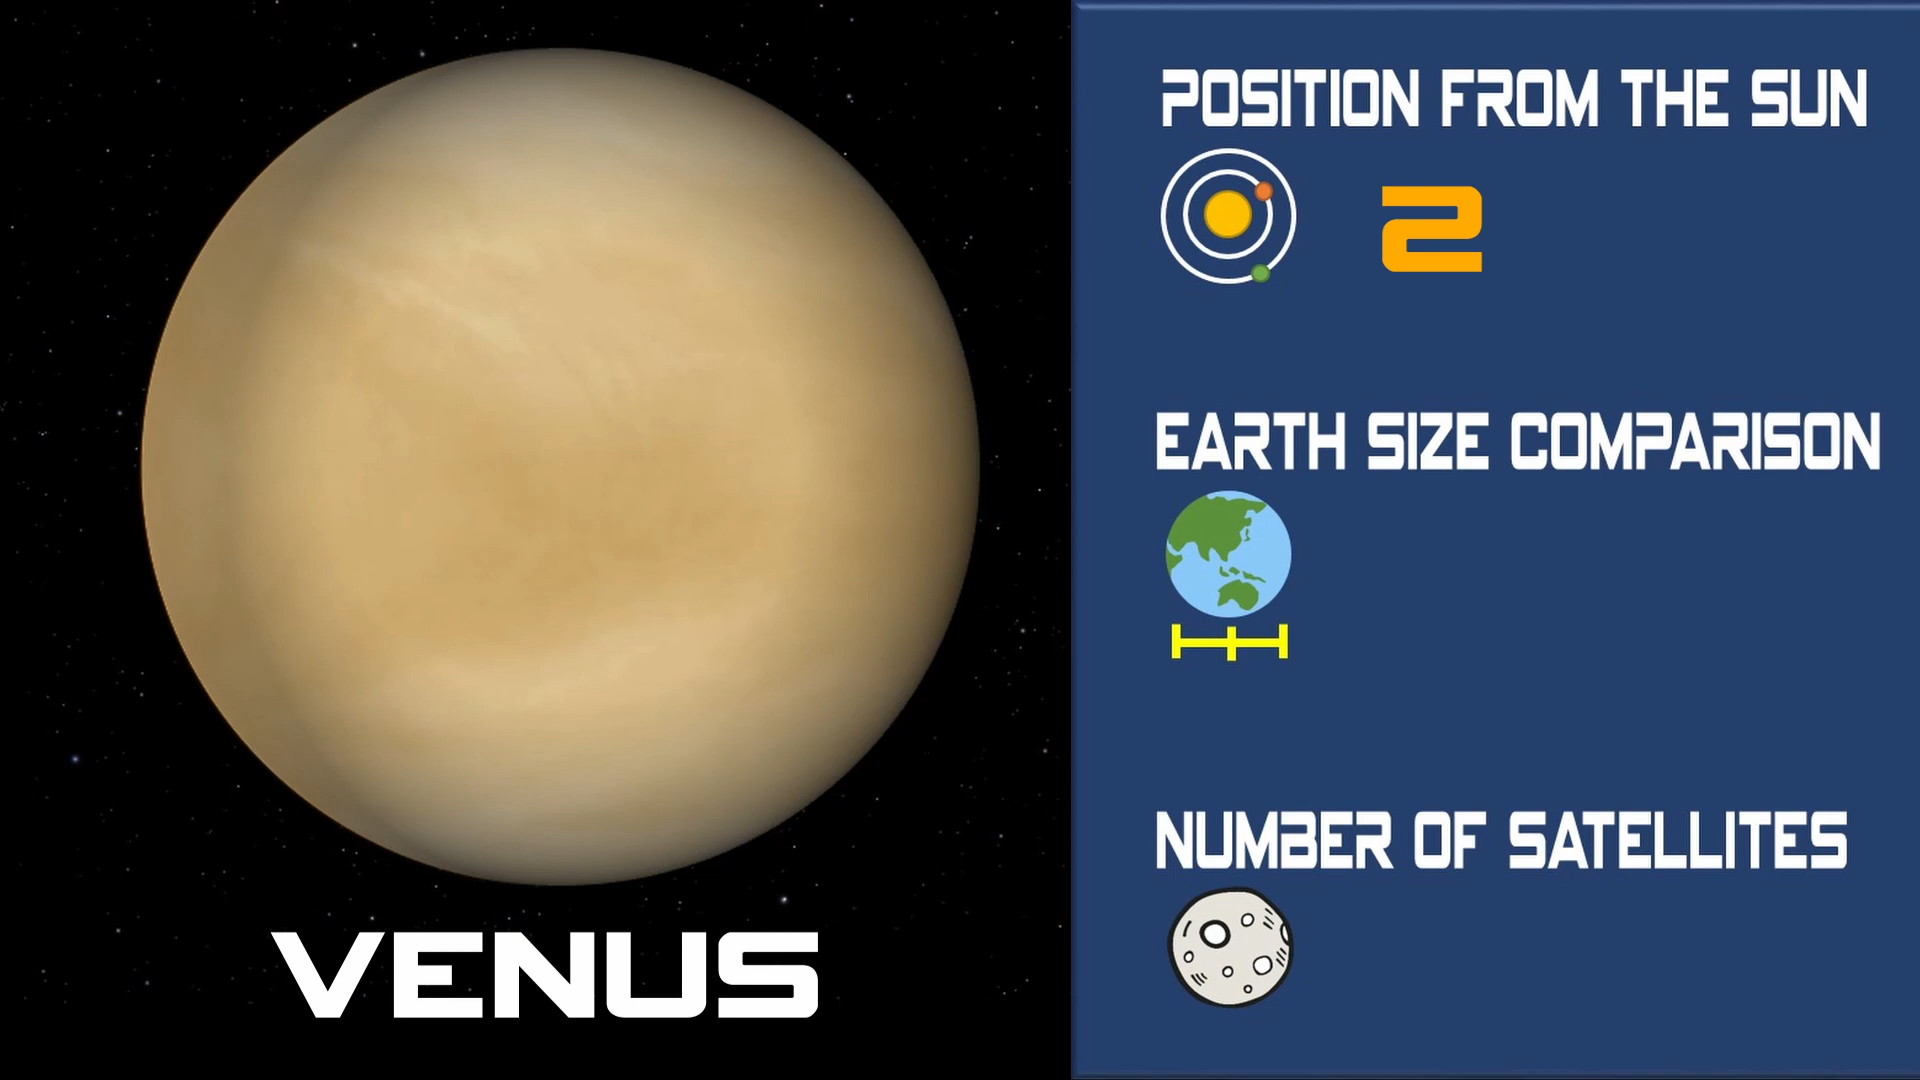 POSITION FROM THE SUN
2
EARTH SIZE COMPARISON
NUMBER OF SATELLITES
VENUS